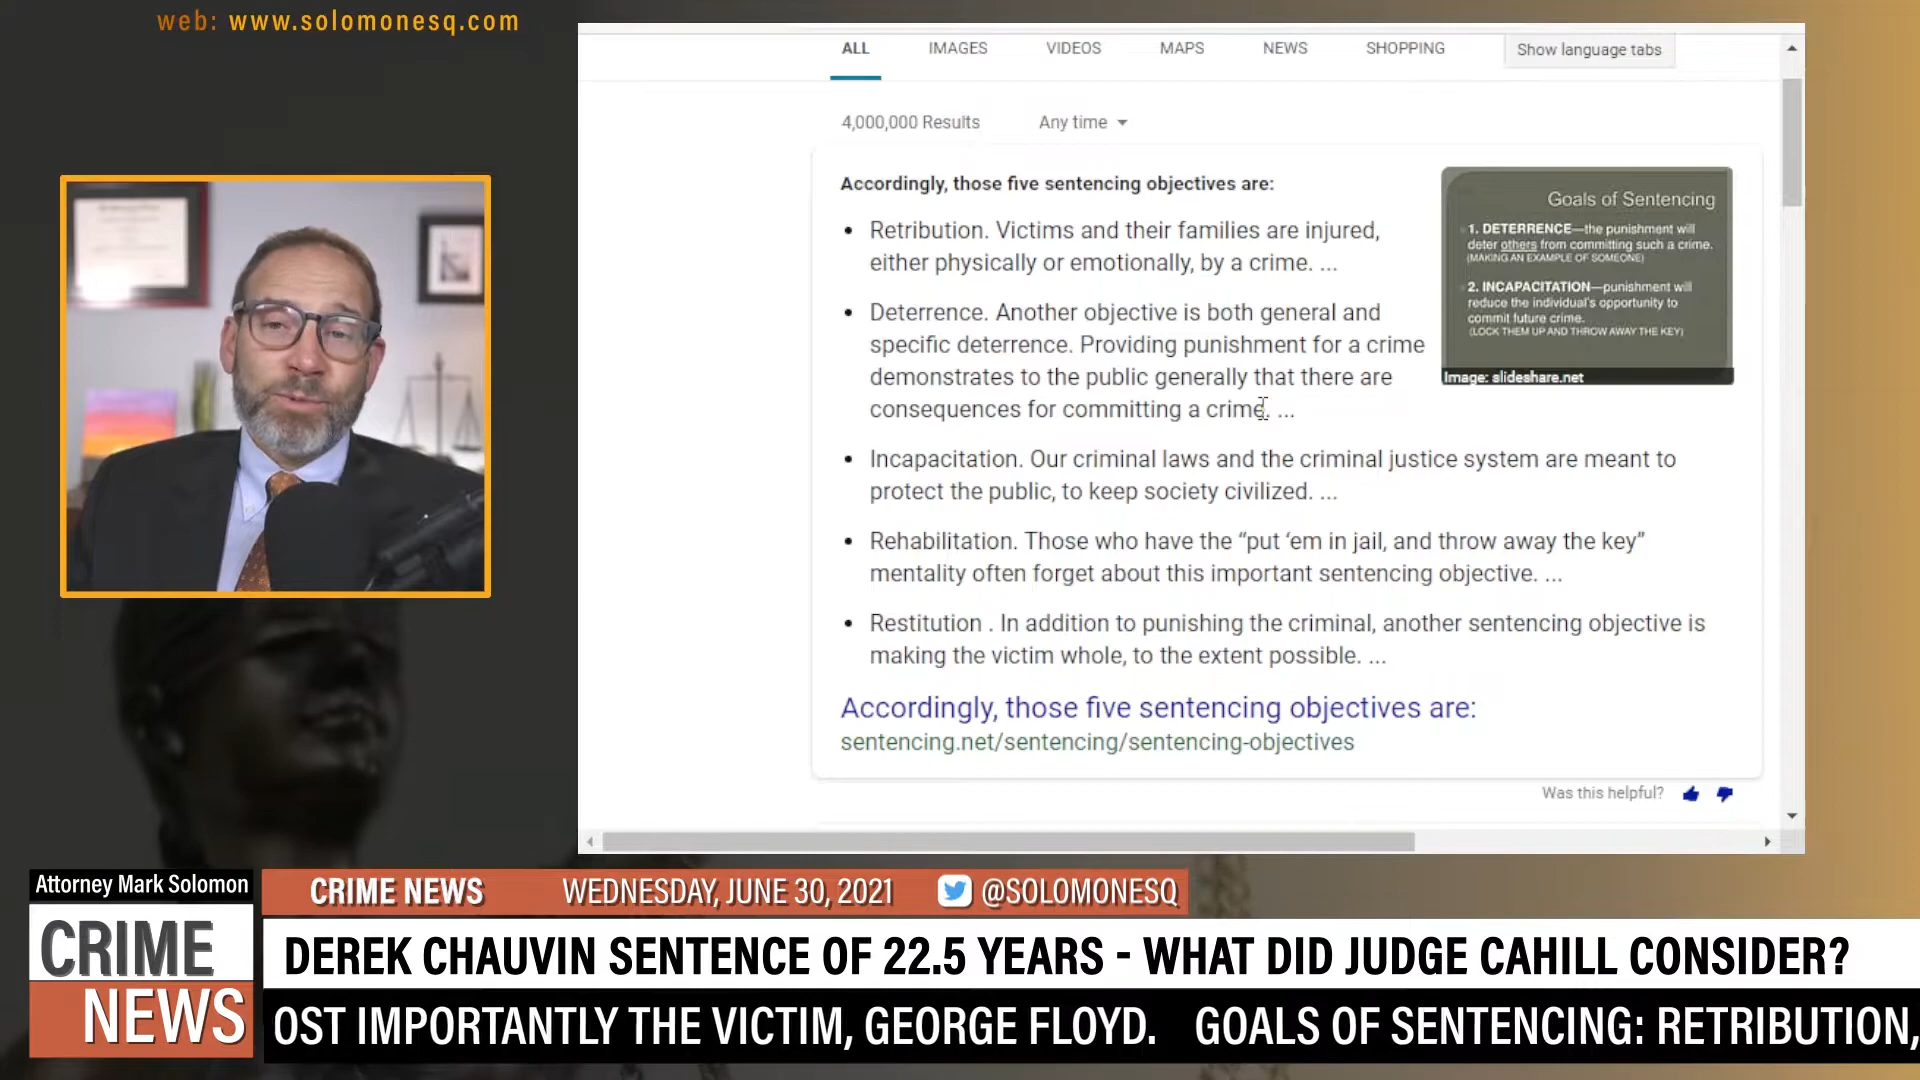 web: www.solomonesq.com
ALL IMAGES VIDEOS MAPS NEWS SHOPPING Show language tabs
4,000,000 Results Any time
Accordingly, those five sentencing objectives are:
• Retribution. Victims and their families are injured,
either physically or emotionally, by a crime. ...
• Deterrence. Another objective is both general and
specific deterrence. Providing punishment for a crime
demonstrates to the public generally that there are
consequences for committing a crime. ...
• Incapacitation. Our criminal laws and the criminal justice system are meant to
protect the public, to keep society civilized. ...
• Rehabilitation. Those who have the “put ‘em in jail, and throw away the key”
mentality often forget about this important sentencing objective. ...
• Restitution . In addition to punishing the criminal, another sentencing objective is
making the victim whole, to the extent possible. ...
Goals of Sentencing
1. DETERRENCE—the punishment will
deter others from committing such a crime.
(MAKING AN EXAMPLE OF SOMEONE)
2. INCAPACITATION—punishment will
reduce the individual's opportunity to
commit future crime.
(LOCK THEM UP AND THROW AWAY THE KEY)
Image: slideshare.net
Accordingly, those five sentencing objectives are:
sentencing.net/sentencing/sentencing-objectives
Was this helpful?
Attorney Mark Solomon
CRIME
NEWS
CRIME NEWS WEDNESDAY, JUNE 30, 2021 @SOLOMONESQ
DEREK CHAUVIN SENTENCE OF 22.5 YEARS - WHAT DID JUDGE CAHILL CONSIDER?
OST IMPORTANTLY THE VICTIM, GEORGE FLOYD. GOALS OF SENTENCING: RETRIBUTION,